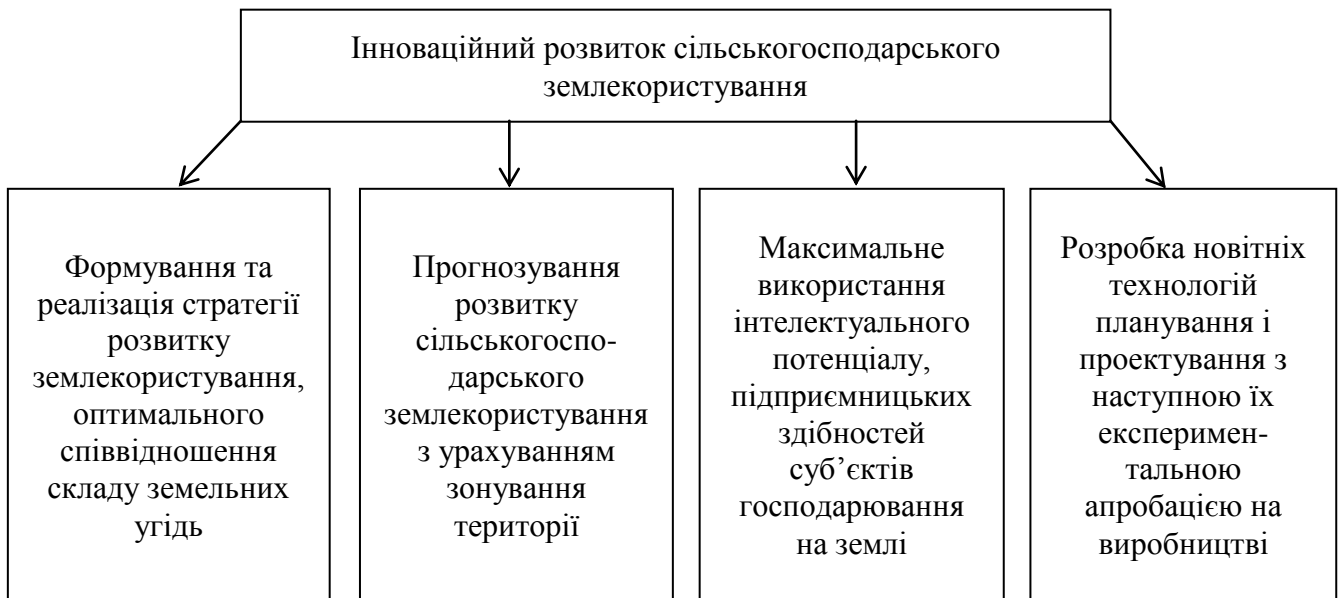 Інноваційний розвиток сільськогосподарського
землекористування
Формування та
реалізація стратегії
розвитку
землекористування,
оптимального
співвідношення
складу земельних
угідь
Прогнозування
розвитку
сільськогоспо-
дарського
землекористування
з урахуванням
зонування
території
Максимальне
використання
інтелектуального
потенціалу,
підприємницьких
здібностей
суб’єктів
господарювання
на землі
Розробка новітніх
технологій
планування і
проектування з
наступною їх
експеримен-
тальною
апробацією на
виробництві